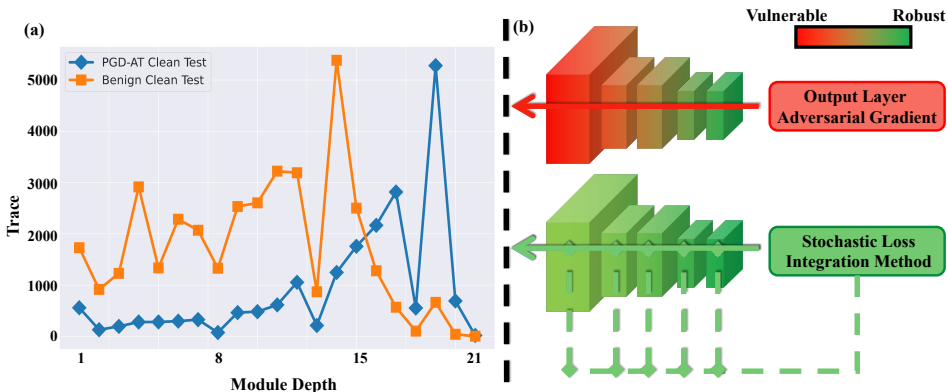 (a)
PGD-AT Clean Test
Benign Clean Test
5000
4000
3000
2000
1000
0
Trace
1
8
15
21
Module Depth
(b)
Vulnerable
Robust
Output Layer
Adversarial Gradient
Stochastic Loss
Integration Method